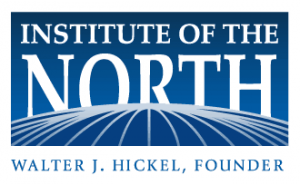 INSTITUTE OF THE
NORTH
WALTER J. HICKEL, FOUNDER